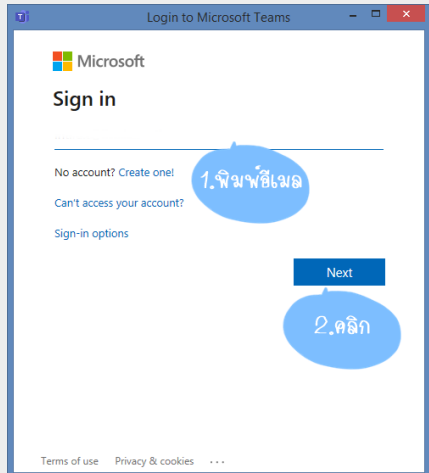 Login to Microsoft Teams
Microsoft
Sign in
No account? Create one!
1.พิมพ์อีเมล
Can't access your account?
Sign-in options
Next
2.คลิก
Terms of use Privacy & cookies ...